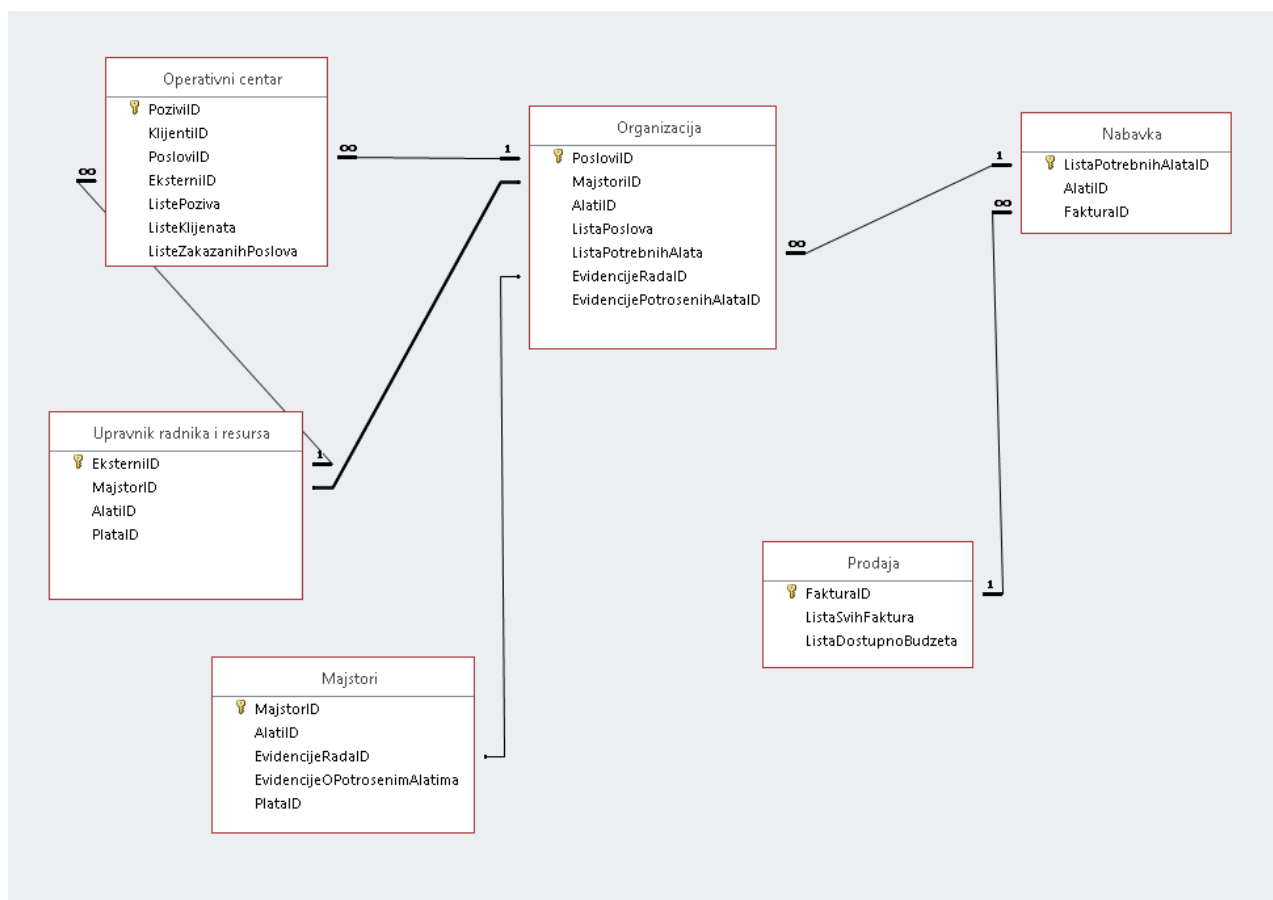 Operativni centar
PoziviID
KlijentiID
PosloviID
EksterniID
ListePoziva
ListeKlijenata
ListeZakazanihPoslova
∞
1
∞
Organizacija
PosloviID
MajstoriID
AlatiID
ListaPoslova
ListaPotrebnihAlata
EvidencijeRadaID
EvidencijePotrosenihAlataID
1
∞
∞
Nabavka
ListaPotrebnihAlataID
AlatiID
FakturaID
Upravnik radnika i resursa
EksterniID
MajstorID
AlatiID
PlataID
1
Prodaja
FakturaID
ListaSvihFaktura
ListaDostupnoBudzeta
1
Majstori
MajstorID
AlatiID
EvidencijeRadaID
EvidencijeOPotrosenimAlatima
PlataID